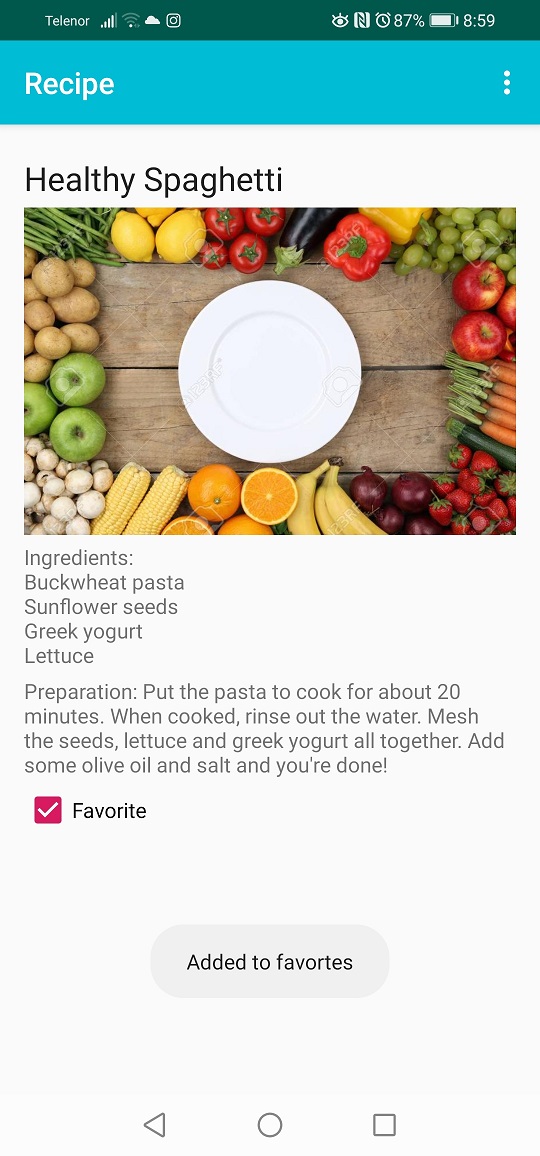 Telenor 87% 8:59
Recipe
Healthy Spaghetti
Ingredients:
Buckwheat pasta
Sunflower seeds
Greek yogurt
Lettuce
Preparation: Put the pasta to cook for about 20
minutes. When cooked, rinse out the water. Mesh
the seeds, lettuce and greek yogurt all together. Add
some olive oil and salt and you're done!
Favorite
Added to favortes